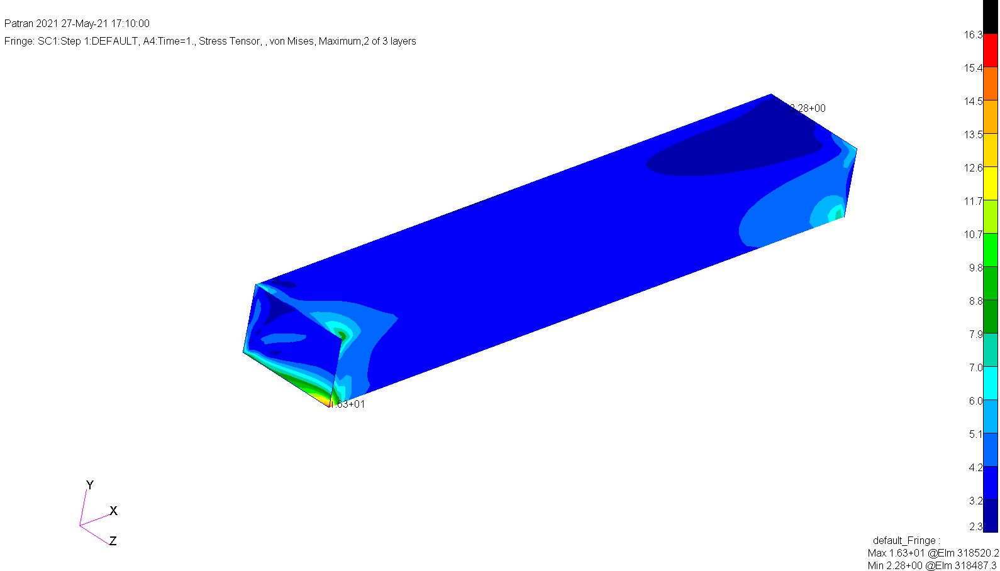 Patran 2021 27-May-21 17:10:00
Fringe: SC1:Step 1:DEFAULT, A4:Time=1., Stress Tensor, , von Mises, Maximum,2 of 3 layers
16.3
15.4
2.28+00
14.5
13.5
12.6
11.7
10.7
9.8
8.8
7.9
7.0
6.0
1.63+01
5.1
4.2
Y
3.2
X
2.3
Z
default_Fringe :
Max 1.63+01 @Elm 318520.2
Min 2.28+00 @Elm 318487.3